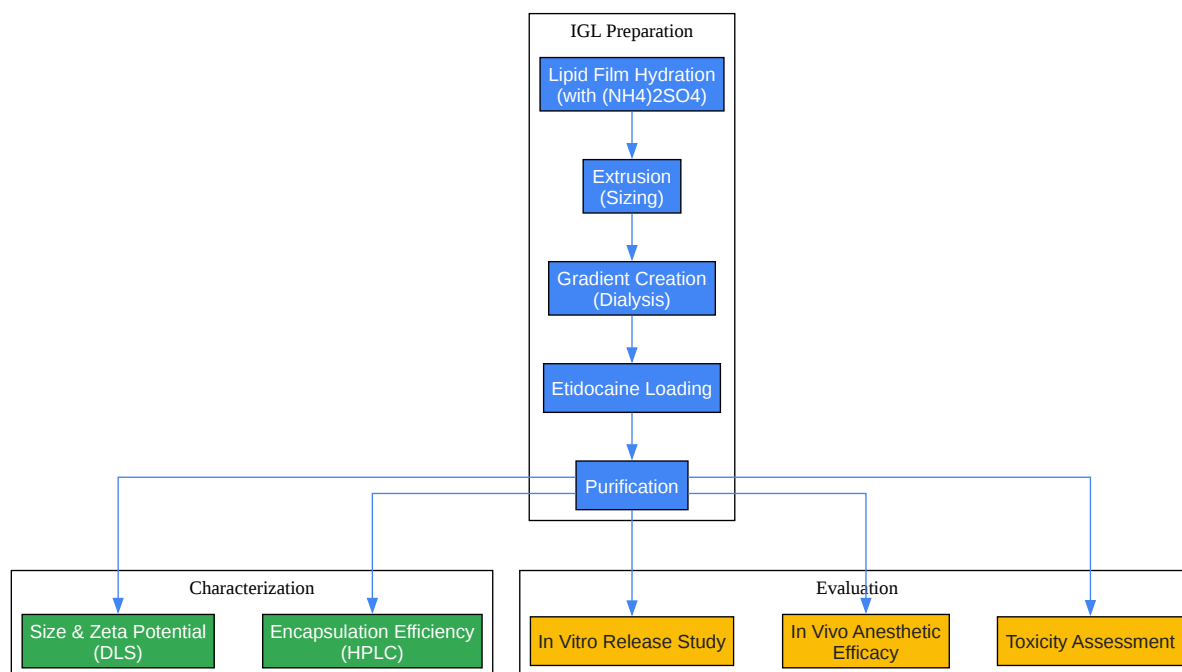 IGL Preparation
Lipid Film Hydration
(with (NH4)2SO4)
Extrusion
(Sizing)
Gradient Creation
(Dialysis)
Etidocaine Loading
Purification
Characterization
Size & Zeta Potential
(DLS)
Encapsulation Efficiency
(HPLC)
Evaluation
In Vitro Release Study
In Vivo Anesthetic
Efficacy
Toxicity Assessment